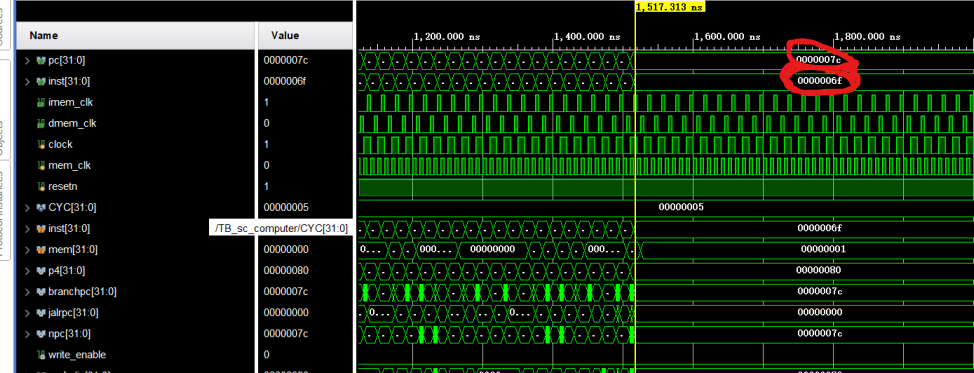 1,517.313 ns
Name Value
1,200.000 ns 1,400.000 ns 1,600.000 ns 1,800.000 ns
pc[31:0] 0000007c 0000007c
inst[31:0] 0000006f 0000006f
imem_clk 1
dmem_clk 0
clock 1
mem_clk 0
resetn 1
CYC[31:0] 00000005 00000005
/TB_sc_computer/CYC[31:0]
inst[31:0] 0000006f 0000006f
mem[31:0] 00000000 0... 000... 00000000 000... 00000001
p4[31:0] 00000080 00000080
branchpc[31:0] 0000007c 0000007c
jalrpc[31:0] 00000000 0... 0... 00000000
npc[31:0] 0000007c 0000007c
write_enable 0